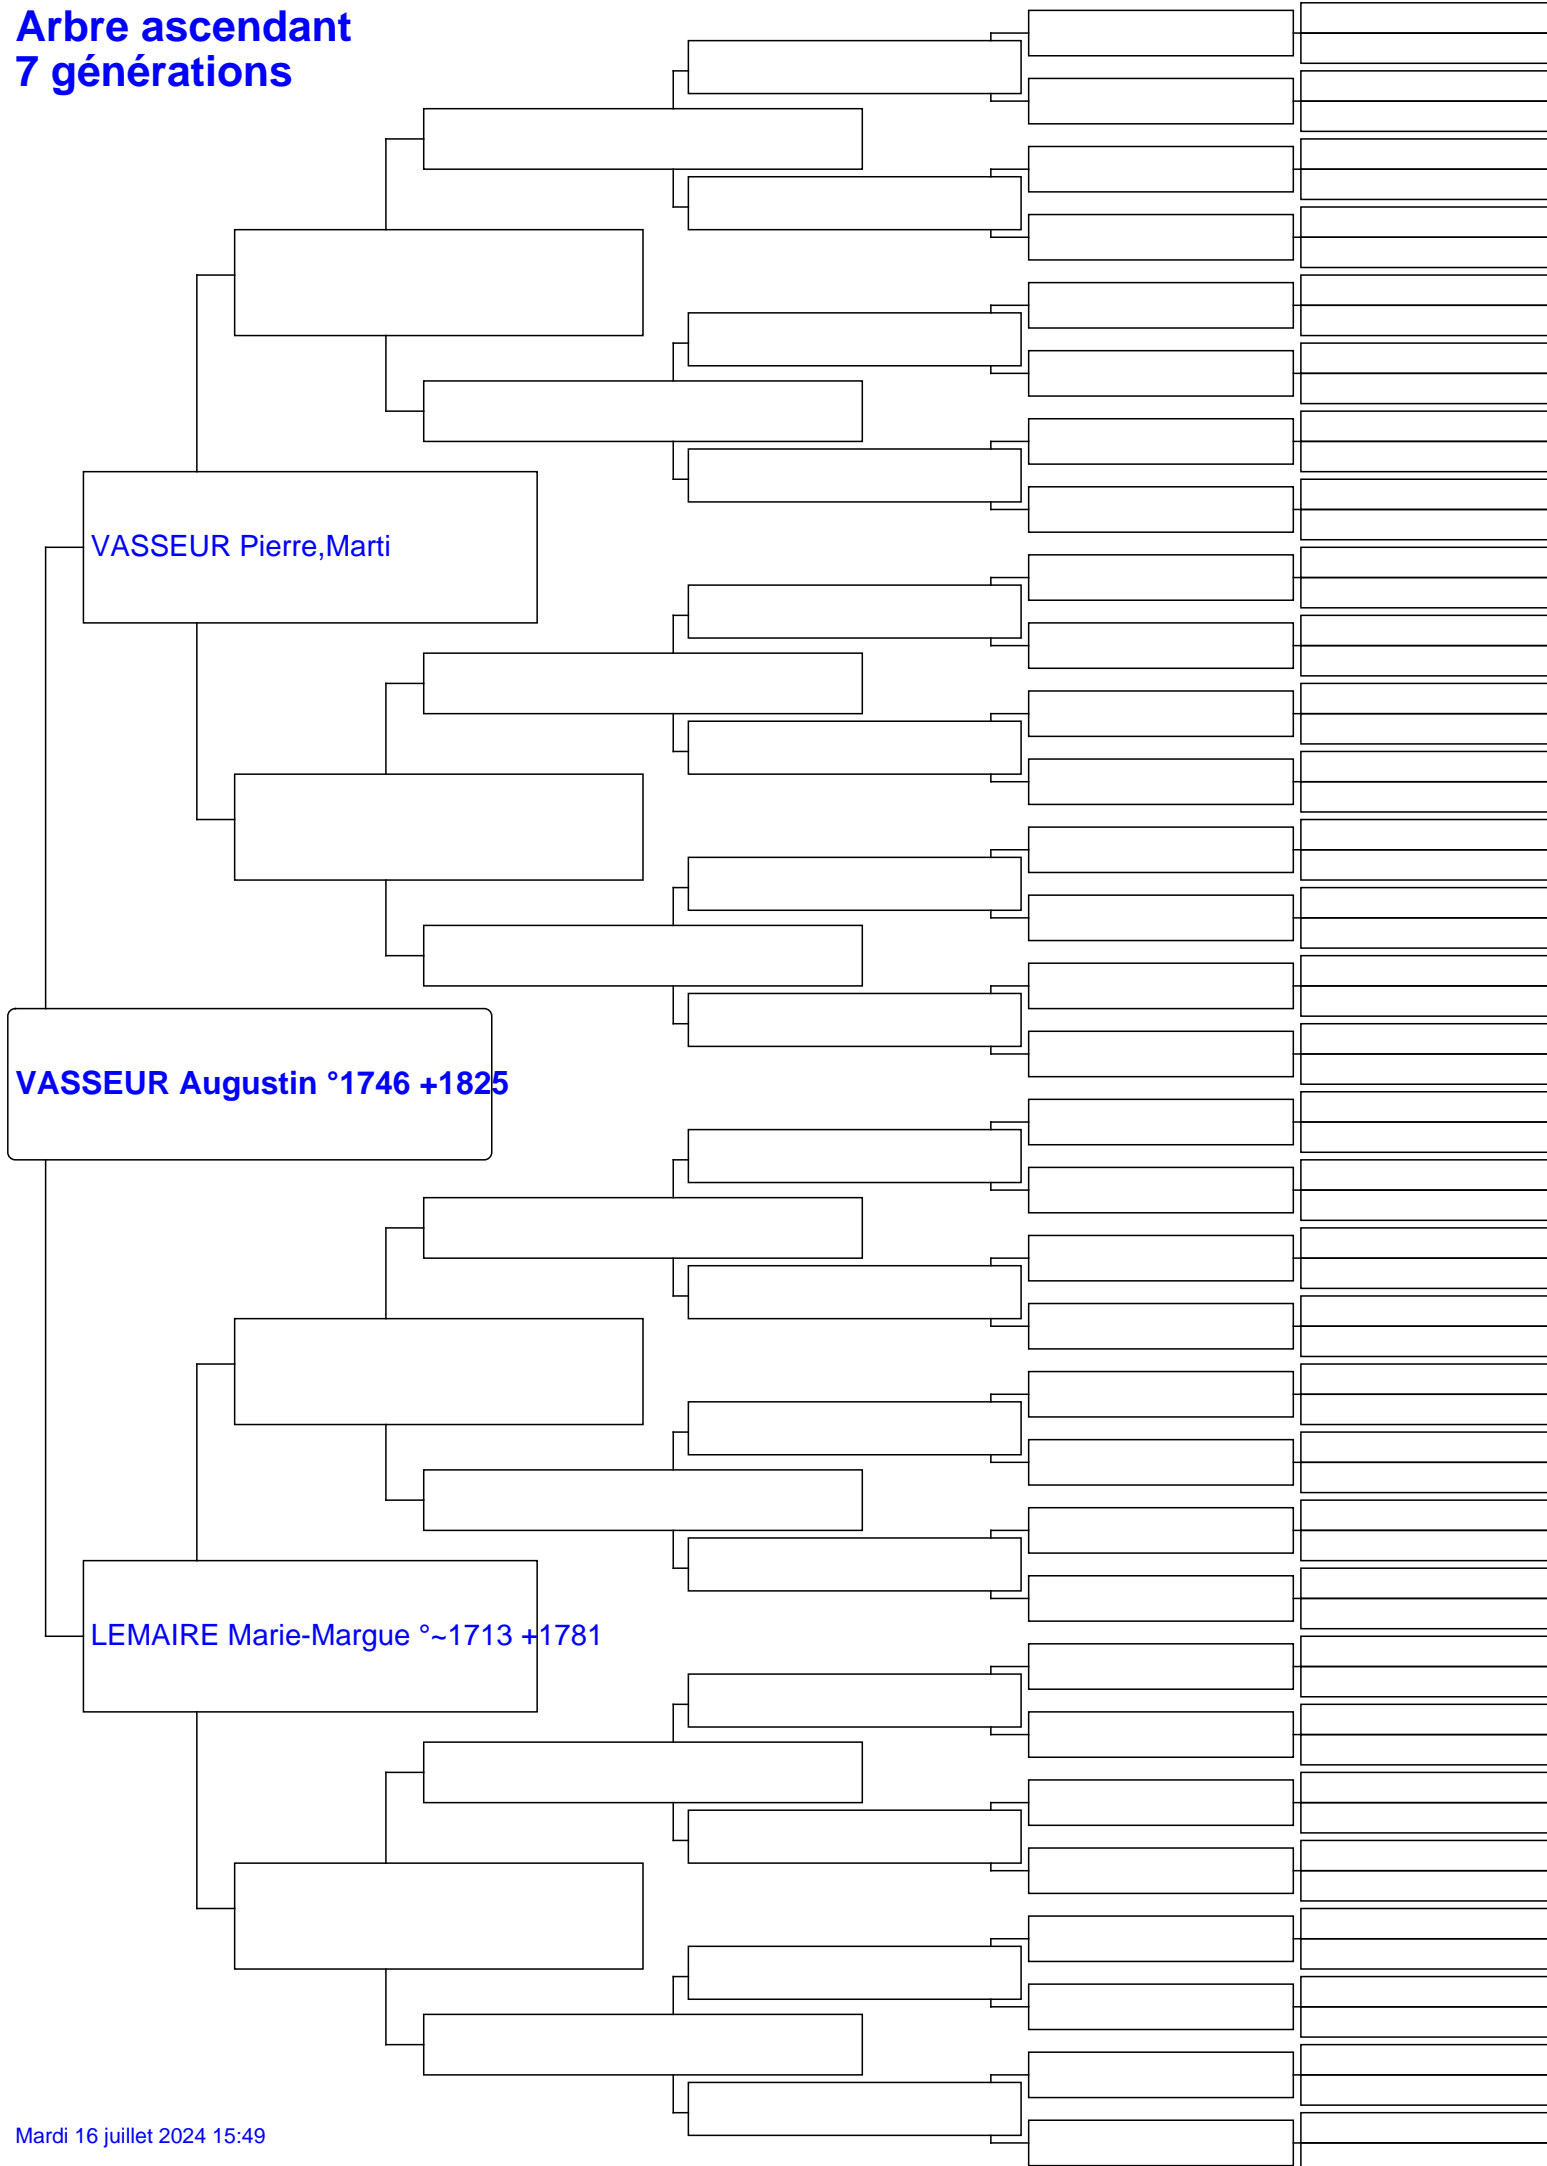 Arbre ascendant
7 générations
VASSEUR Pierre,Marti
VASSEUR Augustin °1746 +1825
LEMAIRE Marie-Margue °~1713 +1781
Mardi 16 juillet 2024 15:49